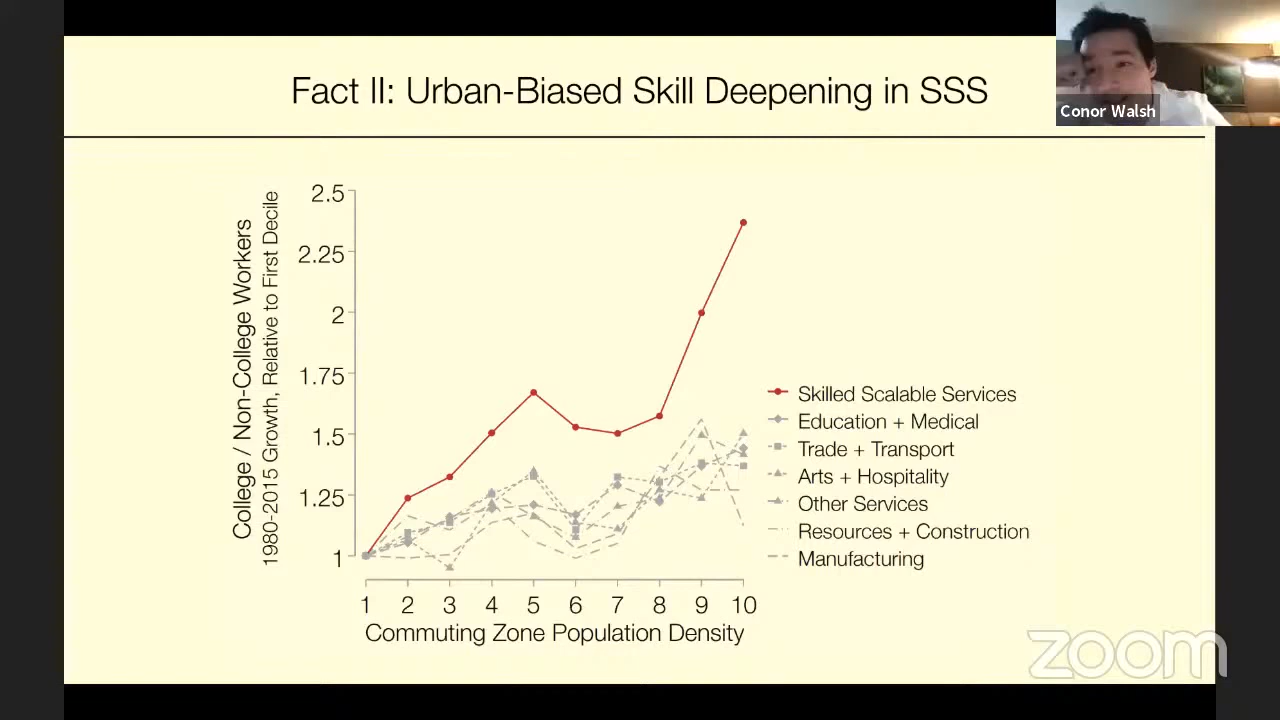 Fact II: Urban-Biased Skill Deepening in SSS
Conor Walsh
College / Non-College Workers
1980-2015 Growth, Relative to First Decile
2.5
2.25
2
1.75
1.5
1.25
1
1 2 3 4 5 6 7 8 9 10
Commuting Zone Population Density
Skilled Scalable Services
Education + Medical
Trade + Transport
Arts + Hospitality
Other Services
Resources + Construction
Manufacturing
zoom